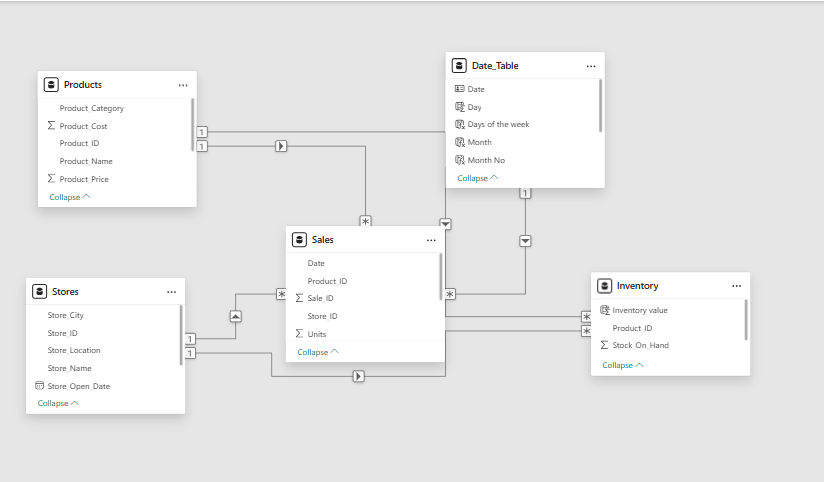 Products
...
Product_Category
Product_Cost
Product_ID
Product_Name
Product_Price
Collapse
1
1
Date_Table
...
Date
Day
Days of the week
Month
Month No
Collapse
1
*
Sales
...
Date
Product_ID
Sale_ID
Store_ID
Units
Collapse
*
*
Stores
...
Store_City
Store_ID
Store_Location
Store_Name
Store_Open_Date
Collapse
1
1
Inventory
...
Inventory value
Product_ID
Stock_On_Hand
Collapse
*
*